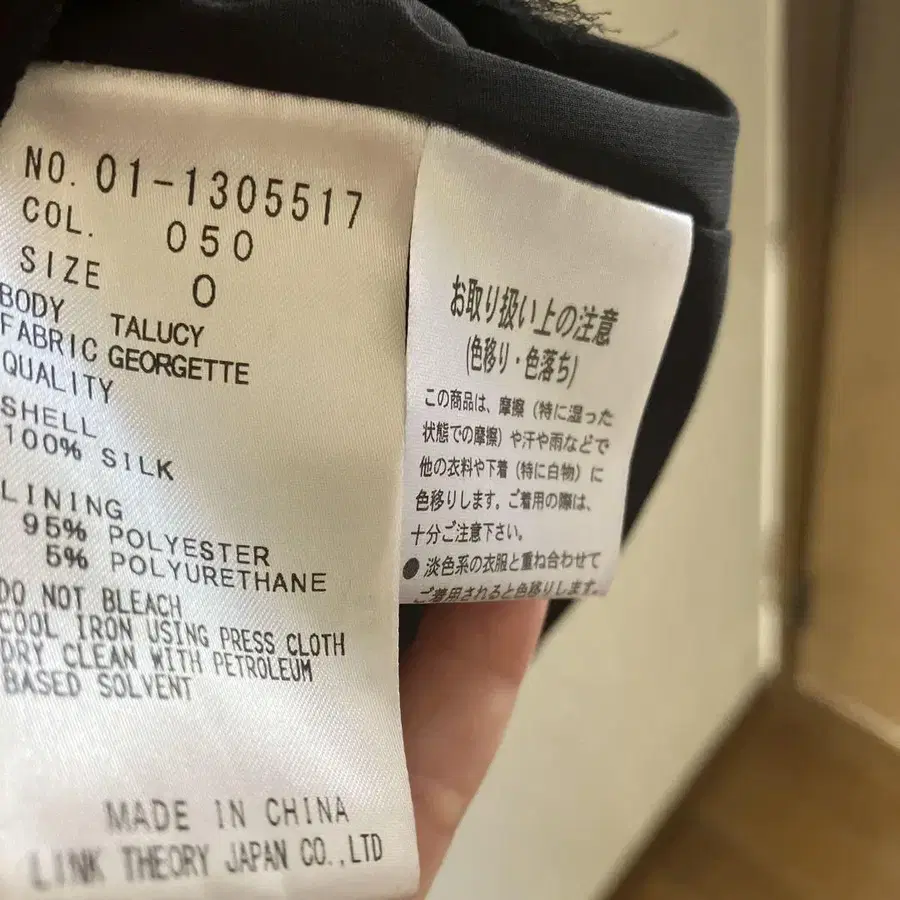 NO. 01-1305517
COL. 050
SIZE 0
BODY TALUCY
FABRIC GEORGETTE
QUALITY
SHELL
100% SILK
LINING
95% POLYESTER
5% POLYURETHANE
DO NOT BLEACH
COOL IRON USING PRESS CLOTH
DRY CLEAN WITH PETROLEUM
BASED SOLVENT
MADE IN CHINA
LINK THEORY JAPAN CO.,LTD
お取り扱い上の注意
(色移り・色落ち)
この商品は、摩擦（特に湿った
状態での摩擦）や汗や雨などで
他の衣料や下着（特に白物）に
色移りします。ご着用の際は、
十分ご注意下さい。
●淡色系の衣服と重ね合わせて
ご着用されると色移りします。